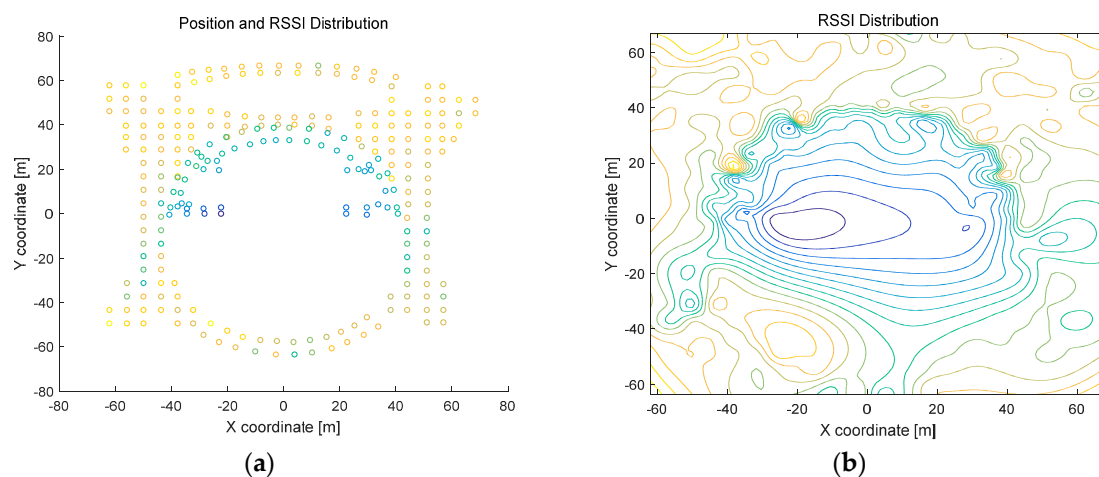 Position and RSSI Distribution
80
60
40
20
0
-20
-40
-60
-80
Y coordinate [m]
-80 -60 -40 -20 0 20 40 60 80
X coordinate [m]
(a)
RSSI Distribution
60
40
20
0
-20
-40
-60
Y coordinate [m]
-60 -40 -20 0 20 40 60
X coordinate [m]
(b)